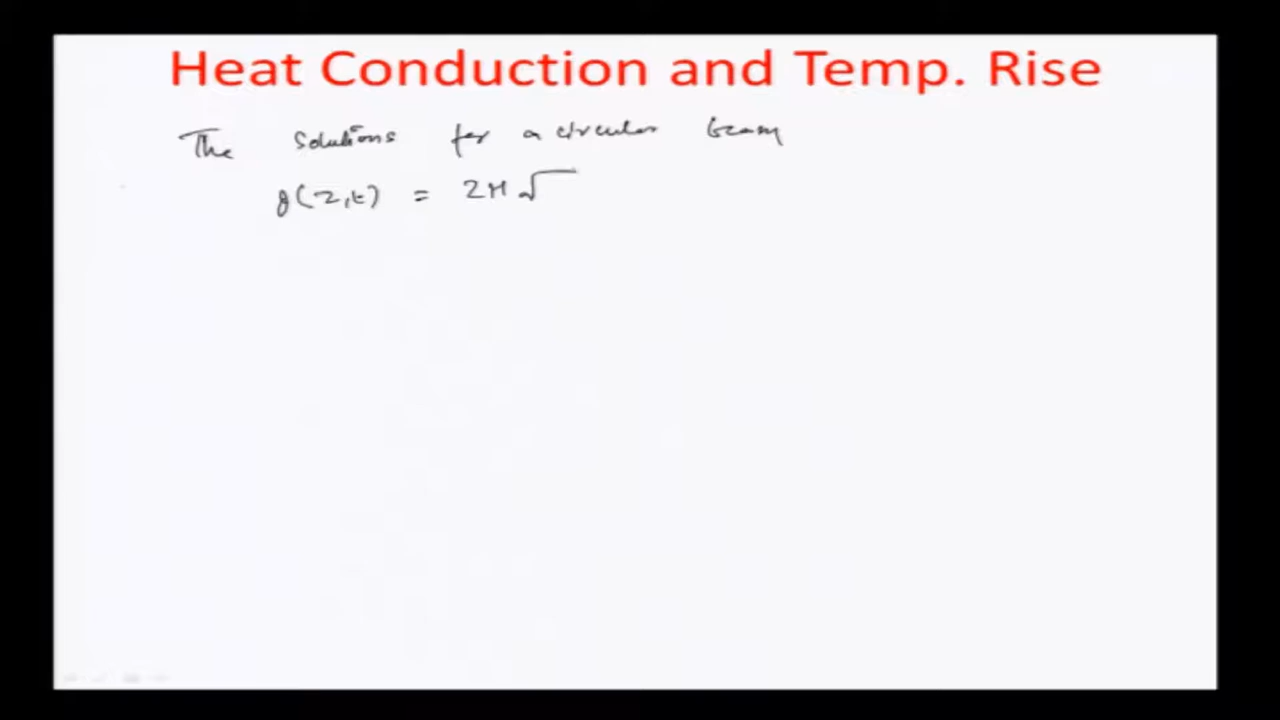 Heat Conduction and Temp. Rise
The solutions for a circular beam
θ(z,t) = 2H√